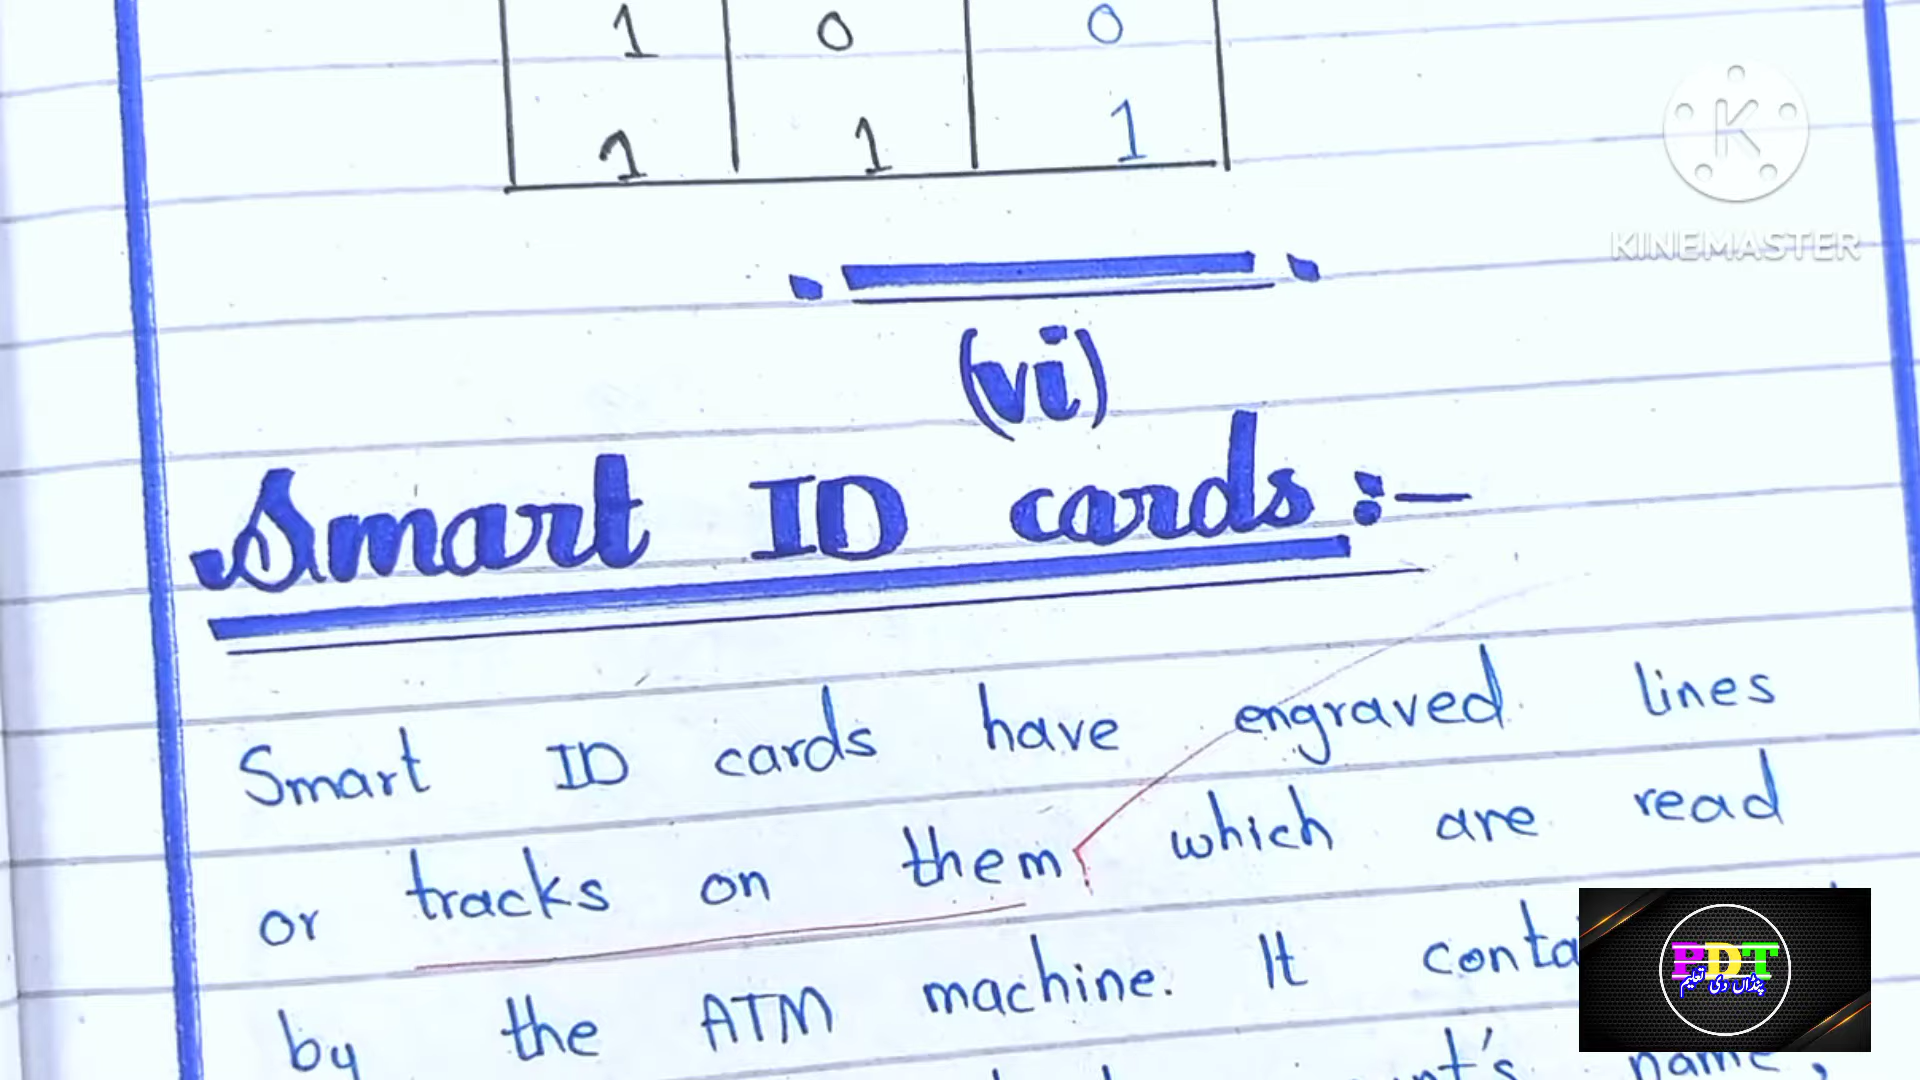 1 0 0
1 1 1
KINEMASTER
(vi)
Smart ID cards :-
Smart ID cards have engraved lines
or tracks on them which are read
by the ATM machine. It conta
name,
PDT
پنڈاں دی تعلیم